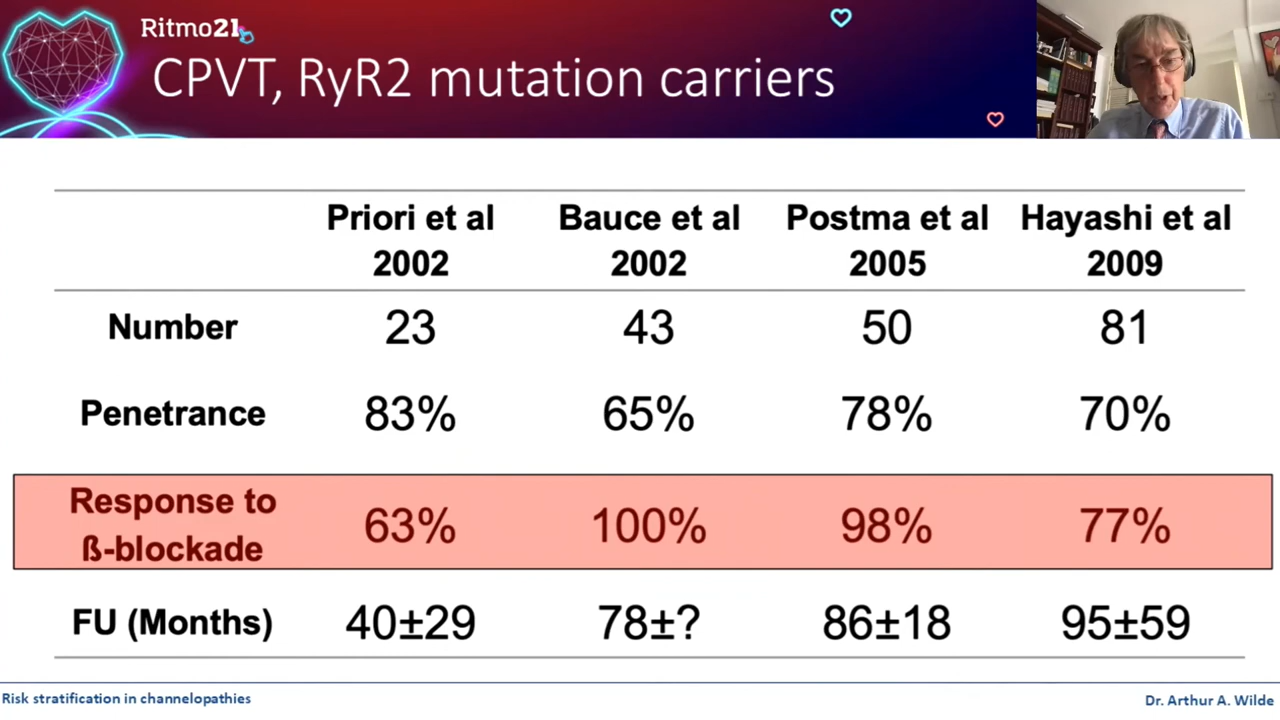 Ritmo21
CPVT, RyR2 mutation carriers
Priori et al 2002 Bauce et al 2002 Postma et al 2005 Hayashi et al 2009
Number 23 43 50 81
Penetrance 83% 65% 78% 70%
Response to ß-blockade 63% 100% 98% 77%
FU (Months) 40±29 78±? 86±18 95±59
Risk stratification in channelopathies
Dr. Arthur A. Wilde